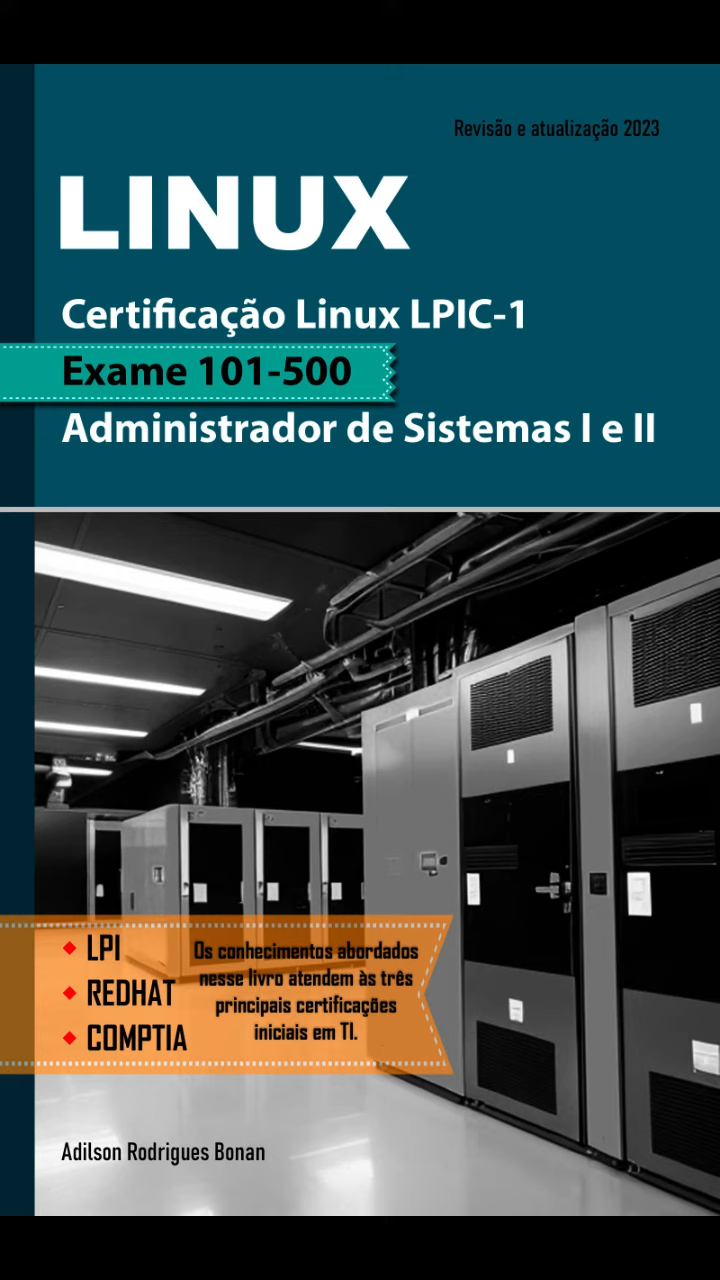 Revisão e atualização 2023
LINUX
Certificação Linux LPIC-1
Exame 101-500
Administrador de Sistemas I e II
LPI
REDHAT
COMPTIA
Os conhecimentos abordados
nesse livro atendem às três
principais certificações
iniciais em TI.
Adilson Rodrigues Bonan